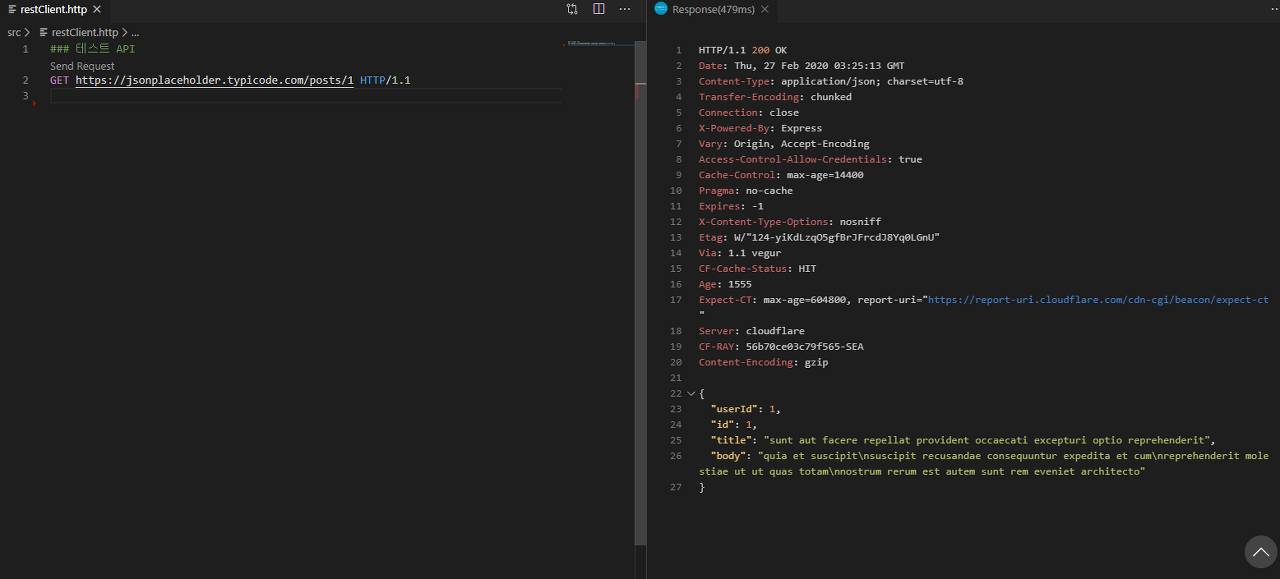 restClient.http
src > restClient.http > ...
1 ### 테스트 API
Send Request
2 GET https://jsonplaceholder.typicode.com/posts/1 HTTP/1.1
3
Response(479ms)
1 HTTP/1.1 200 OK
2 Date: Thu, 27 Feb 2020 03:25:13 GMT
3 Content-Type: application/json; charset=utf-8
4 Transfer-Encoding: chunked
5 Connection: close
6 X-Powered-By: Express
7 Vary: Origin, Accept-Encoding
8 Access-Control-Allow-Credentials: true
9 Cache-Control: max-age=14400
10 Pragma: no-cache
11 Expires: -1
12 X-Content-Type-Options: nosniff
13 Etag: W/"124-yiKdLzqO5gfBrJFrcdJ8Yq0LGnU"
14 Via: 1.1 vegur
15 CF-Cache-Status: HIT
16 Age: 1555
17 Expect-CT: max-age=604800, report-uri="https://report-uri.cloudflare.com/cdn-cgi/beacon/expect-ct
"
18 Server: cloudflare
19 CF-RAY: 56b70ce03c79f565-SEA
20 Content-Encoding: gzip
21
22 {
23 "userId": 1,
24 "id": 1,
25 "title": "sunt aut facere repellat provident occaecati excepturi optio reprehenderit",
26 "body": "quia et suscipit\nsuscipit recusandae consequuntur expedita et cum\nreprehenderit mole
stiae ut ut quas totam\nnostrum rerum est autem sunt rem eveniet architecto"
27 }